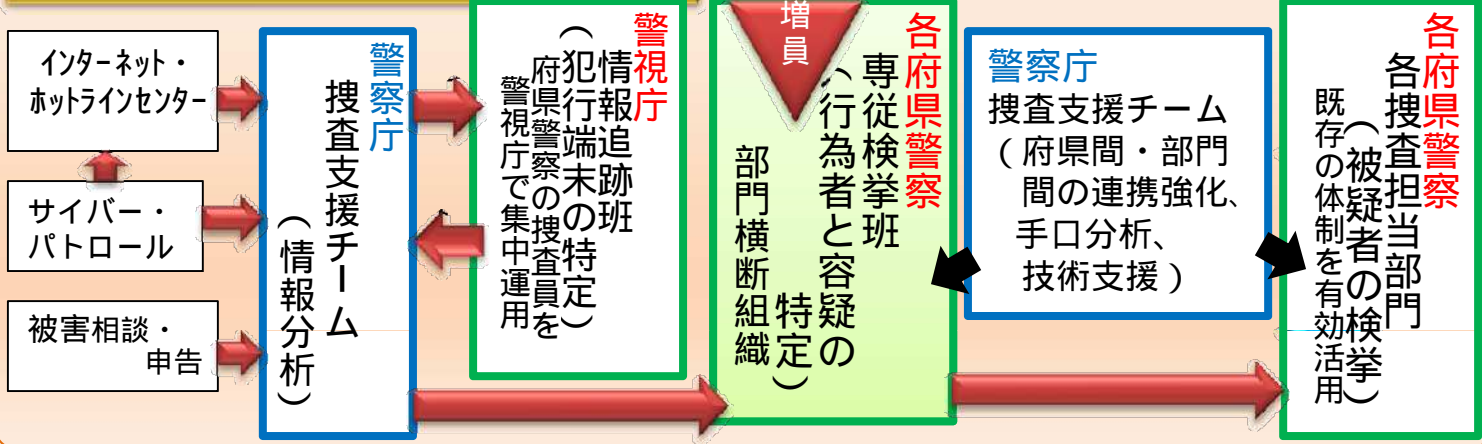 インターネット・
ホットラインセンター
サイバー・
パトロール
被害相談・
申告
警察庁
捜査支援チーム
(情報分析)
警視庁
情報追跡班
(犯行端末の特定)
府県警察の捜査員を
警視庁で集中運用
増員
各府県警察
専従検挙班
(行為者と容疑の
特定)
部門横断組織
警察庁
捜査支援チーム
(府県間・部門
間の連携強化、
手口分析、
技術支援)
各府県警察
各捜査担当部門
(被疑者の検挙)
既存の体制を有効活用